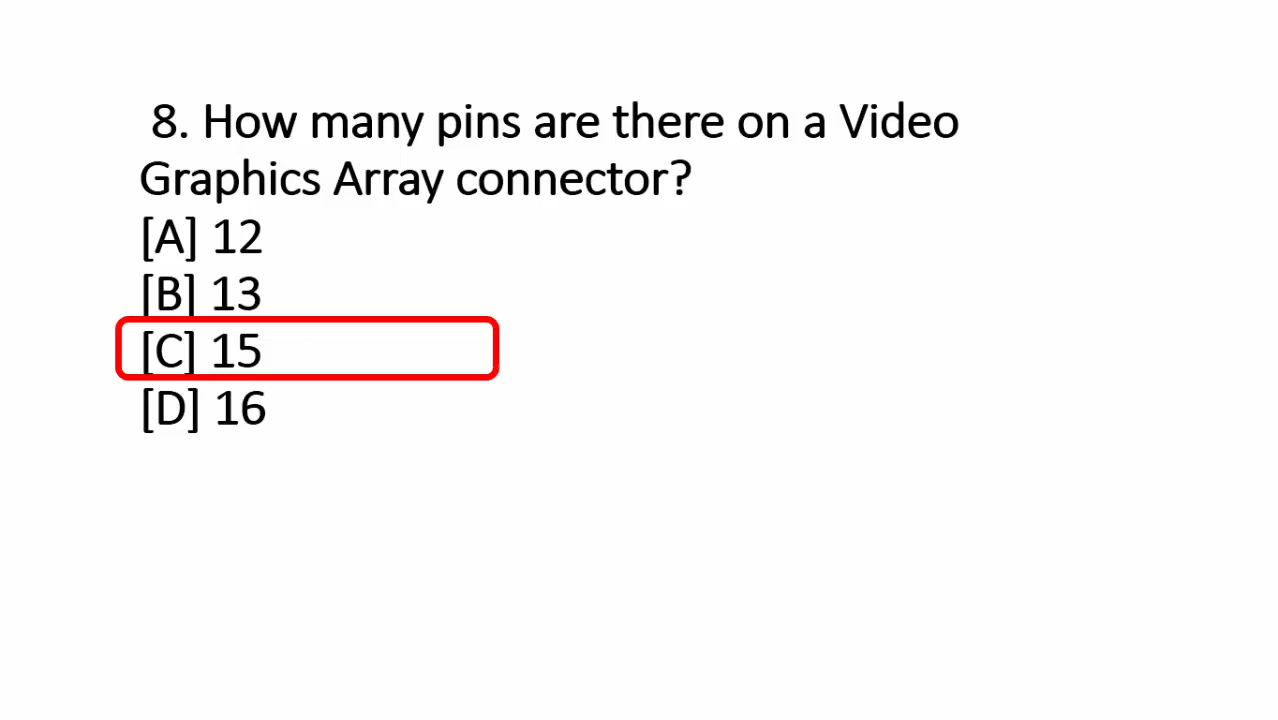 8. How many pins are there on a Video
Graphics Array connector?
[A] 12
[B] 13
[C] 15
[D] 16